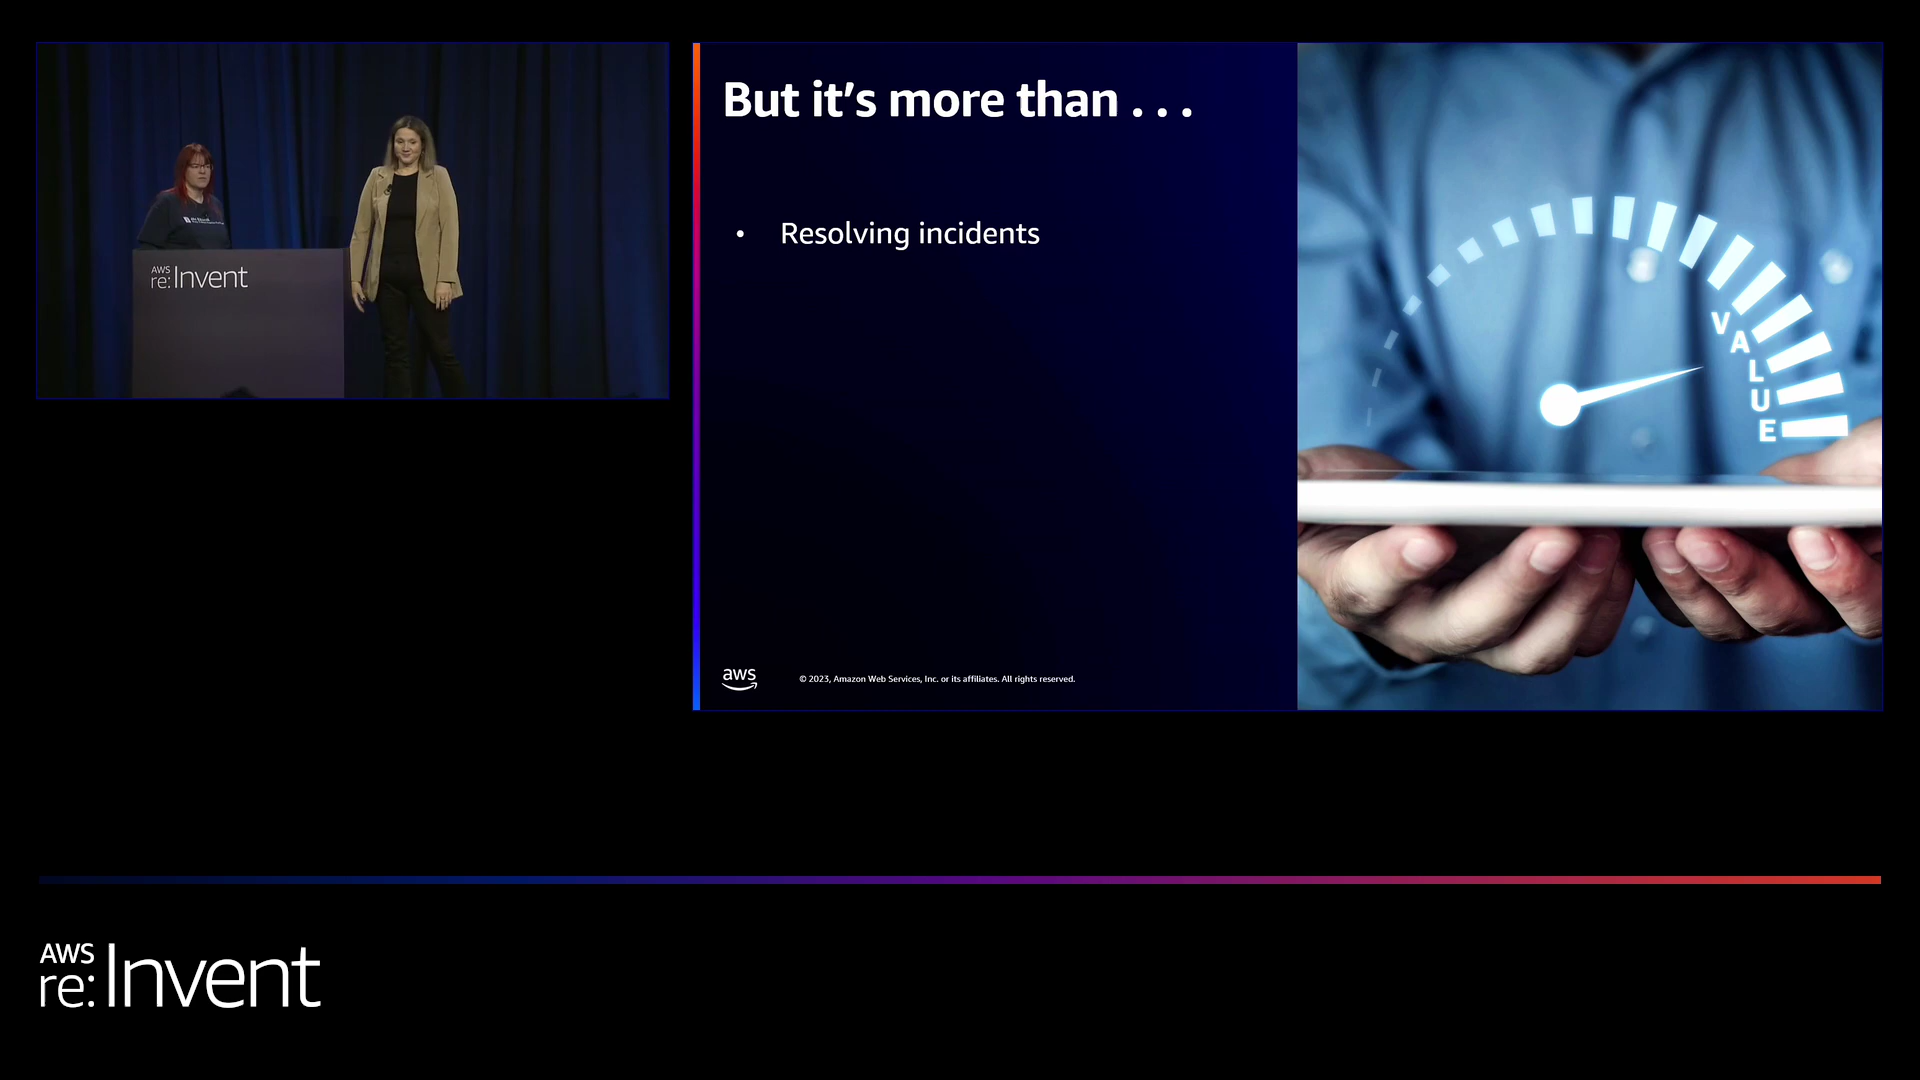 AWS
re:Invent
But it's more than . . .
• Resolving incidents
V
A
L
U
E
aws
© 2023, Amazon Web Services, Inc. or its affiliates. All rights reserved.
AWS
re:Invent